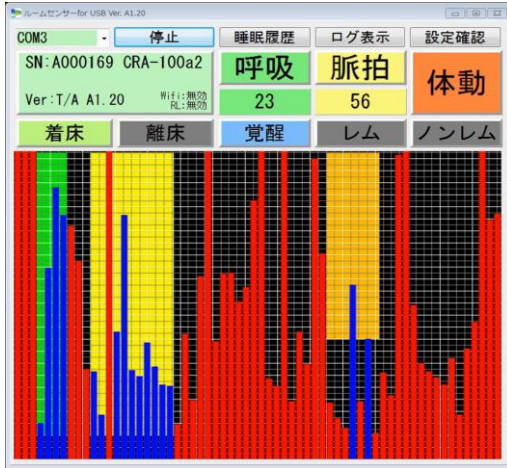 ルームセンサーfor USB Ver. A1.20
COM3 停止 睡眠履歴 ログ表示 設定確認
SN:A000169 CRA-100a2
Ver:T/A A1.20 Wifi:無効
RL:無効
呼吸 脈拍 体動
23 56
着床 離床 覚醒 レム ノンレム